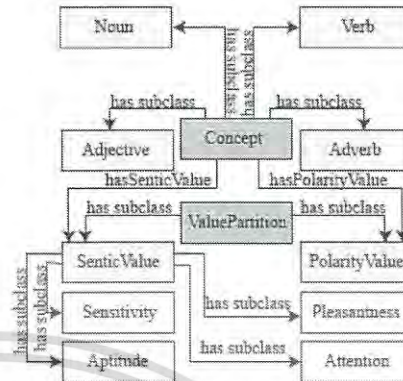 Noun
Verb
has subclass
has subclass
has subclass
has subclass
Concept
Adjective
Adverb
hasSenticValue
hasPolarityValue
has subclass
has subclass
ValuePartition
SenticValue
PolarityValue
has subclass
has subclass
has subclass
Sensitivity
Pleasantness
has subclass
Aptitude
Attention